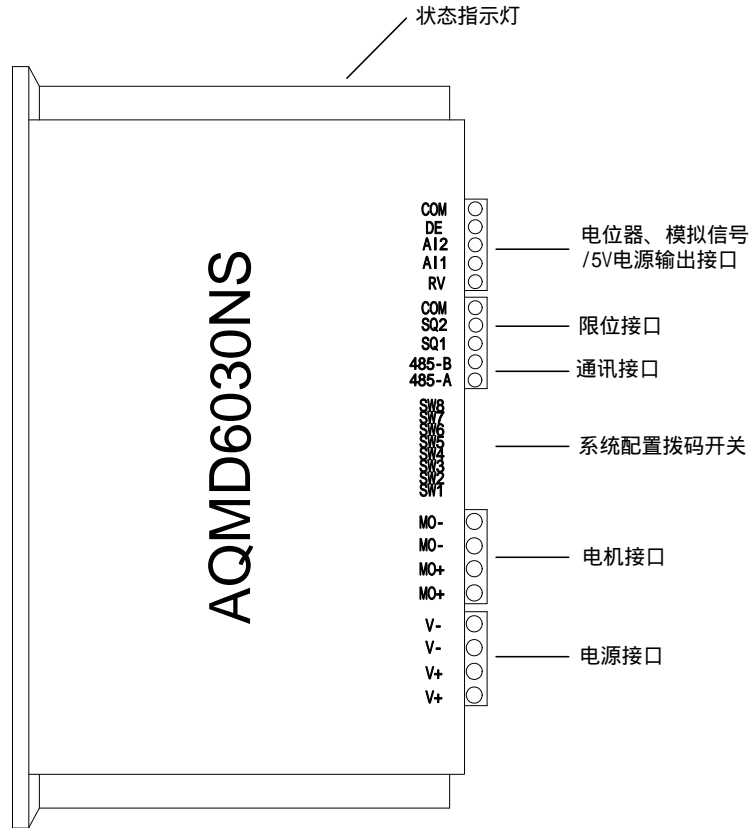 状态指示灯
AQMD6030NS
COM
DE
AI2
AI1
RV
电位器、模拟信号
/5V电源输出接口
COM
SQ2
SQ1
限位接口
485-B
485-A
通讯接口
SW8
SW7
SW6
SW5
SW4
SW3
SW2
SW1
系统配置拨码开关
MO-
MO-
MO+
MO+
电机接口
V-
V-
V+
V+
电源接口